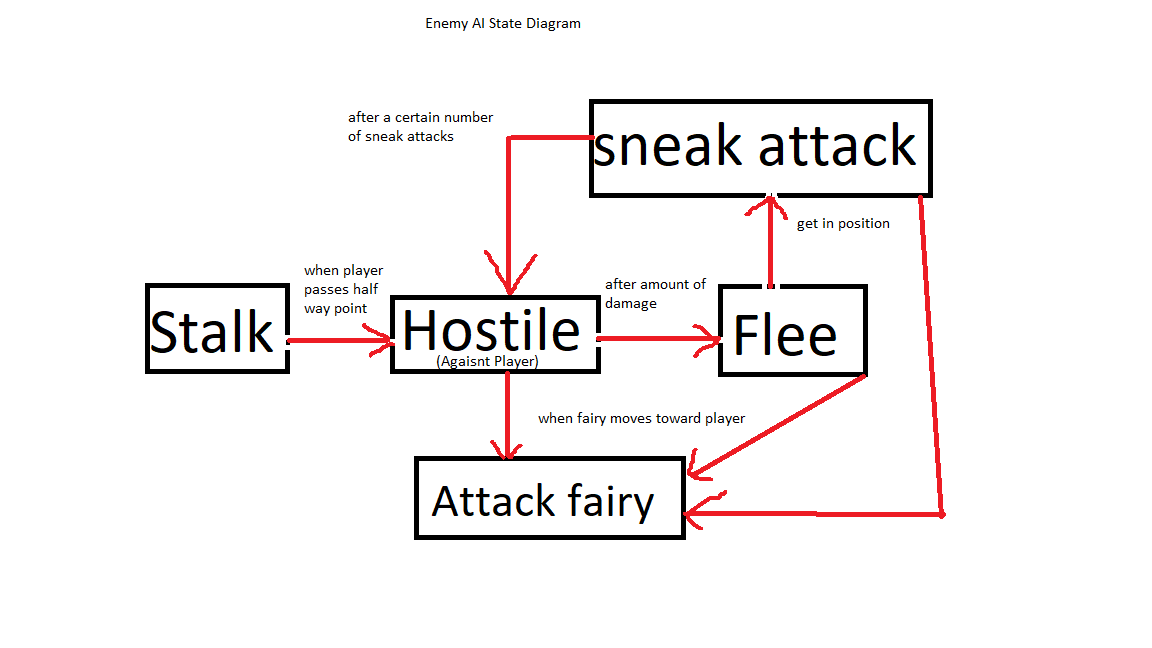 Enemy AI State Diagram
after a certain number
of sneak attacks
sneak attack
get in position
when player
passes half
way point
after amount of
damage
Stalk
Hostile
(Agaisnt Player)
Flee
when fairy moves toward player
Attack fairy